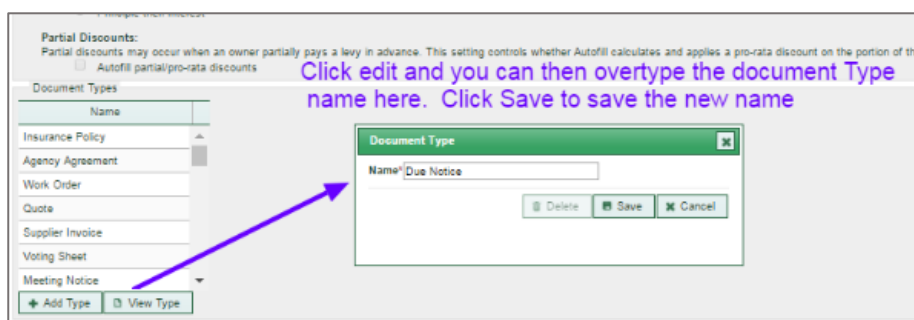 Principle then Interest
Partial Discounts:
Partial discounts may occur when an owner partially pays a levy in advance. This setting controls whether Autofill calculates and applies a pro-rata discount on the portion of th
Autofill partial/pro-rata discounts
Click edit and you can then overtype the document Type
name here. Click Save to save the new name
Document Types
Name
Insurance Policy
Agency Agreement
Work Order
Quote
Supplier Invoice
Voting Sheet
Meeting Notice
Add Type View Type
Document Type
Name* Due Notice
Delete Save Cancel